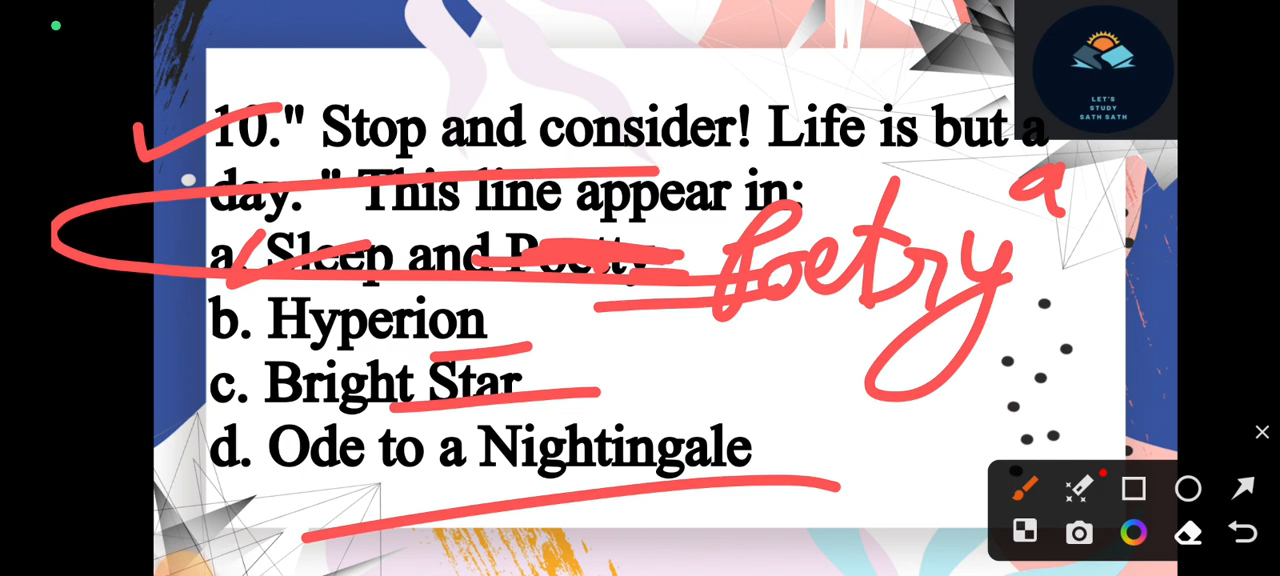 10." Stop and consider! Life is but a
day. " This line appear in:
a. Sleep and Poetty
Poetry
a
b. Hyperion
c. Bright Star
d. Ode to a Nightingale
LET'S
STUDY
SATH SATH